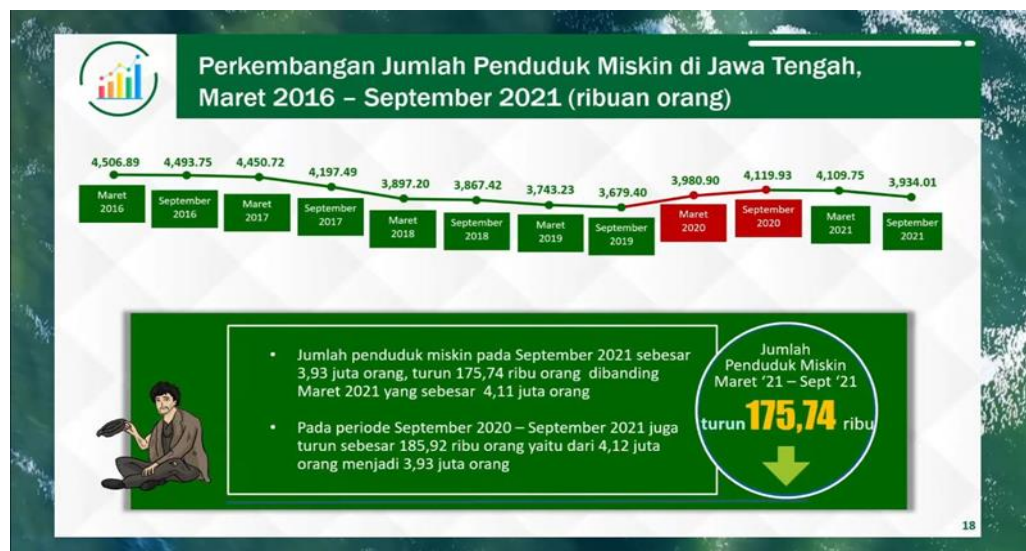 Perkembangan Jumlah Penduduk Miskin di Jawa Tengah,
Maret 2016 – September 2021 (ribuan orang)
4,506.89
4,493.75
4,450.72
4,197.49
3,897.20
3,867.42
3,743.23
3,679.40
3,980.90
4,119.93
4,109.75
3,934.01
Maret
2016
September
2016
Maret
2017
September
2017
Maret
2018
September
2018
Maret
2019
September
2019
Maret
2020
September
2020
Maret
2021
September
2021
• Jumlah penduduk miskin pada September 2021 sebesar
3,93 juta orang, turun 175,74 ribu orang dibanding
Maret 2021 yang sebesar 4,11 juta orang
• Pada periode September 2020 – September 2021 juga
turun sebesar 185,92 ribu orang yaitu dari 4,12 juta
orang menjadi 3,93 juta orang
Jumlah
Penduduk Miskin
Maret ‘21 – Sept ‘21
turun 175,74 ribu
18